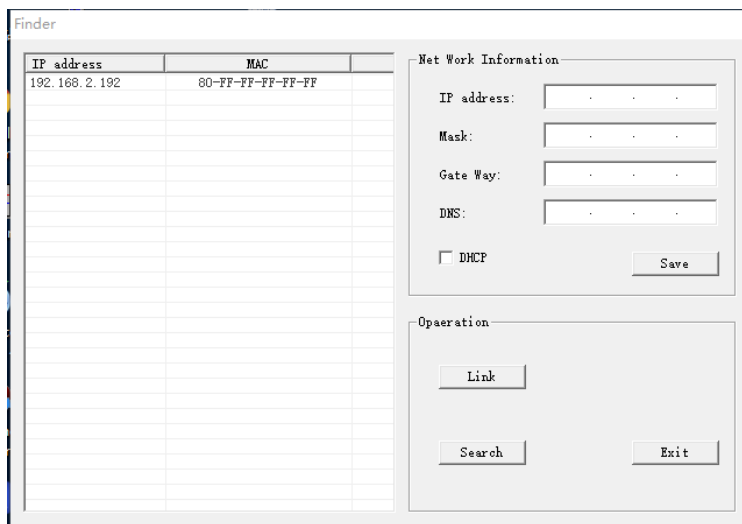 Finder
IP address MAC
192.168.2.192 80-FF-FF-FF-FF-FF
Net Work Information
IP address:
Mask:
Gate Way:
DNS:
DHCP
Save
Opaeration
Link
Search
Exit